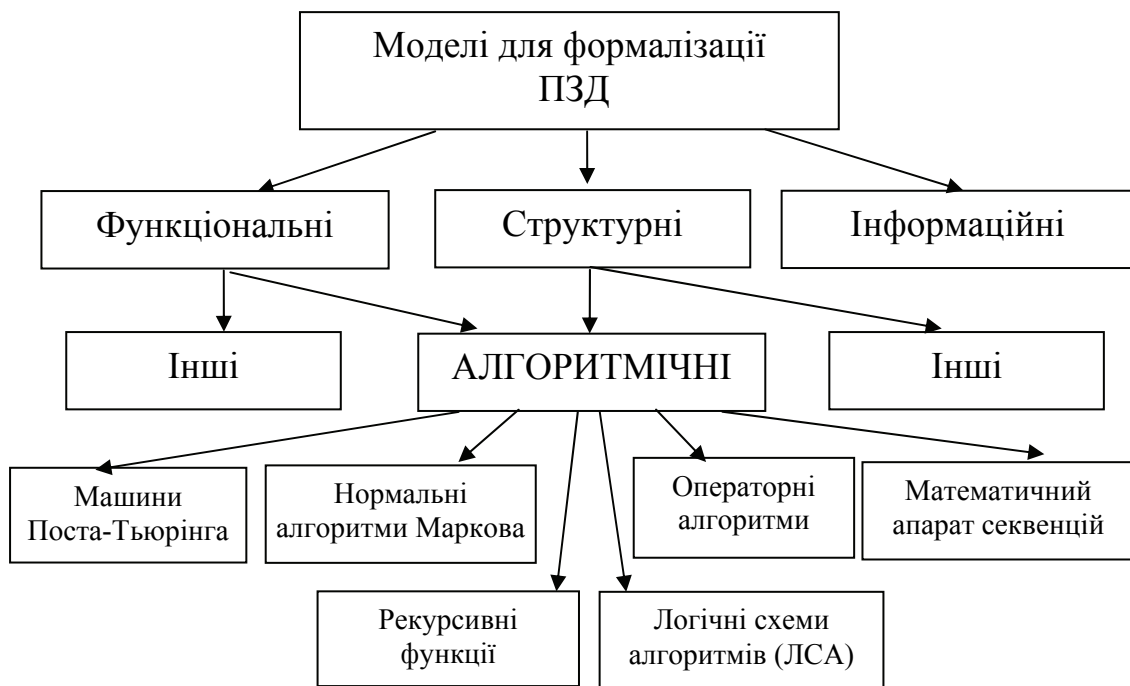 Моделі для формалізації
ПЗД
Функціональні
Структурні
Інформаційні
Інші
АЛГОРИТМІЧНІ
Інші
Машини
Поста-Тьюрінга
Нормальні
алгоритми Маркова
Операторні
алгоритми
Математичний
апарат секвенцій
Рекурсивні
функції
Логічні схеми
алгоритмів (ЛСА)